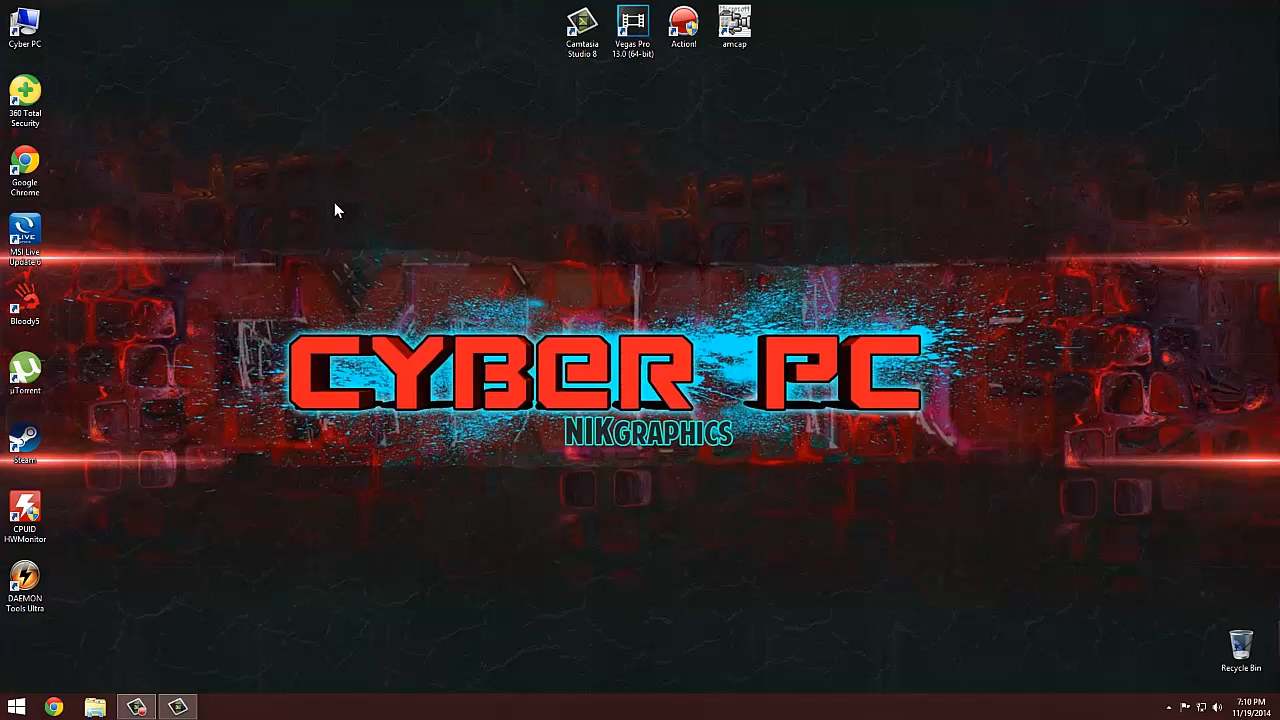 Cyber PC
360 Total
Security
Google
Chrome
MSI Live
Update 6
Bloody5
µTorrent
Steam
CPUID
HWMonitor
DAEMON
Tools Ultra
Camtasia
Studio 8
Vegas Pro
13.0 (64-bit)
Action!
Microsoft
amcap
LIVE
CYBER PC
NIKGRAPHICS
Recycle Bin
7:10 PM
11/19/2014